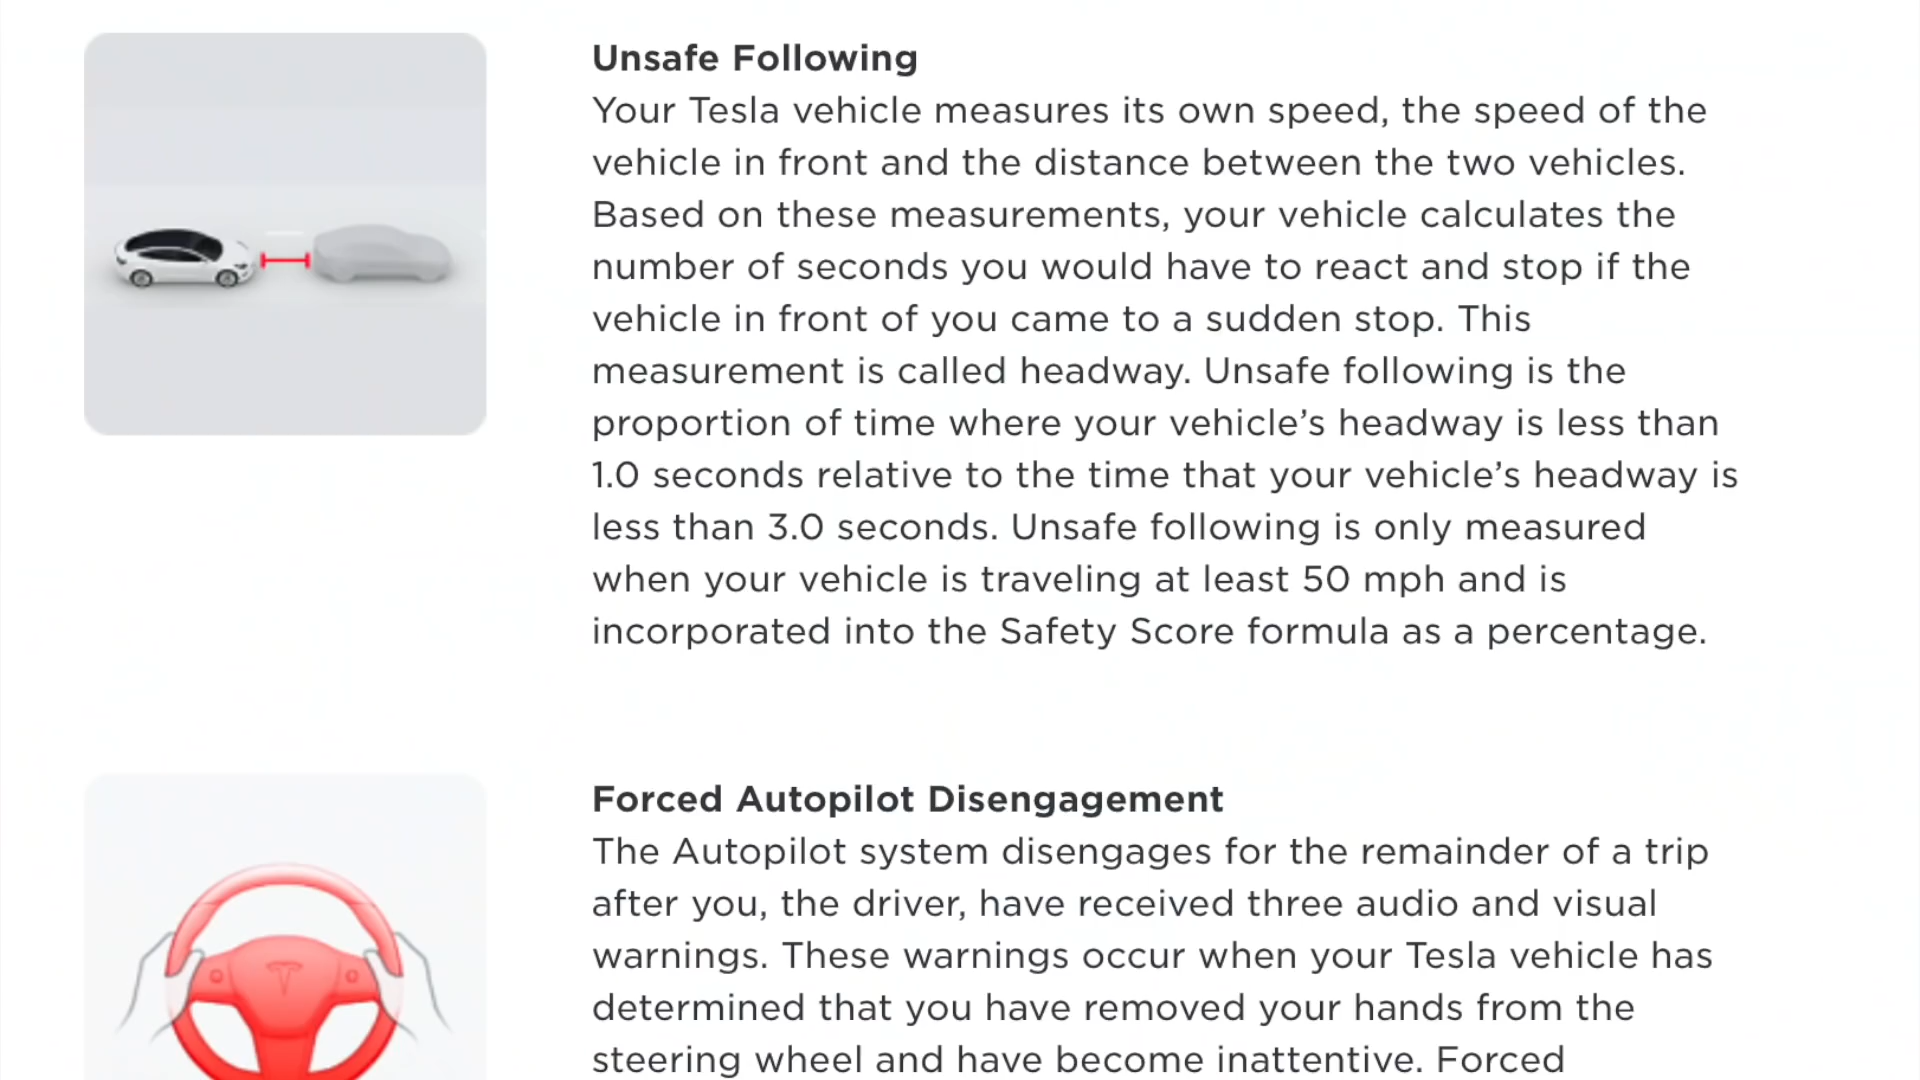 Unsafe Following
Your Tesla vehicle measures its own speed, the speed of the
vehicle in front and the distance between the two vehicles.
Based on these measurements, your vehicle calculates the
number of seconds you would have to react and stop if the
vehicle in front of you came to a sudden stop. This
measurement is called headway. Unsafe following is the
proportion of time where your vehicle’s headway is less than
1.0 seconds relative to the time that your vehicle’s headway is
less than 3.0 seconds. Unsafe following is only measured
when your vehicle is traveling at least 50 mph and is
incorporated into the Safety Score formula as a percentage.
Forced Autopilot Disengagement
The Autopilot system disengages for the remainder of a trip
after you, the driver, have received three audio and visual
warnings. These warnings occur when your Tesla vehicle has
determined that you have removed your hands from the
steering wheel and have become inattentive. Forced